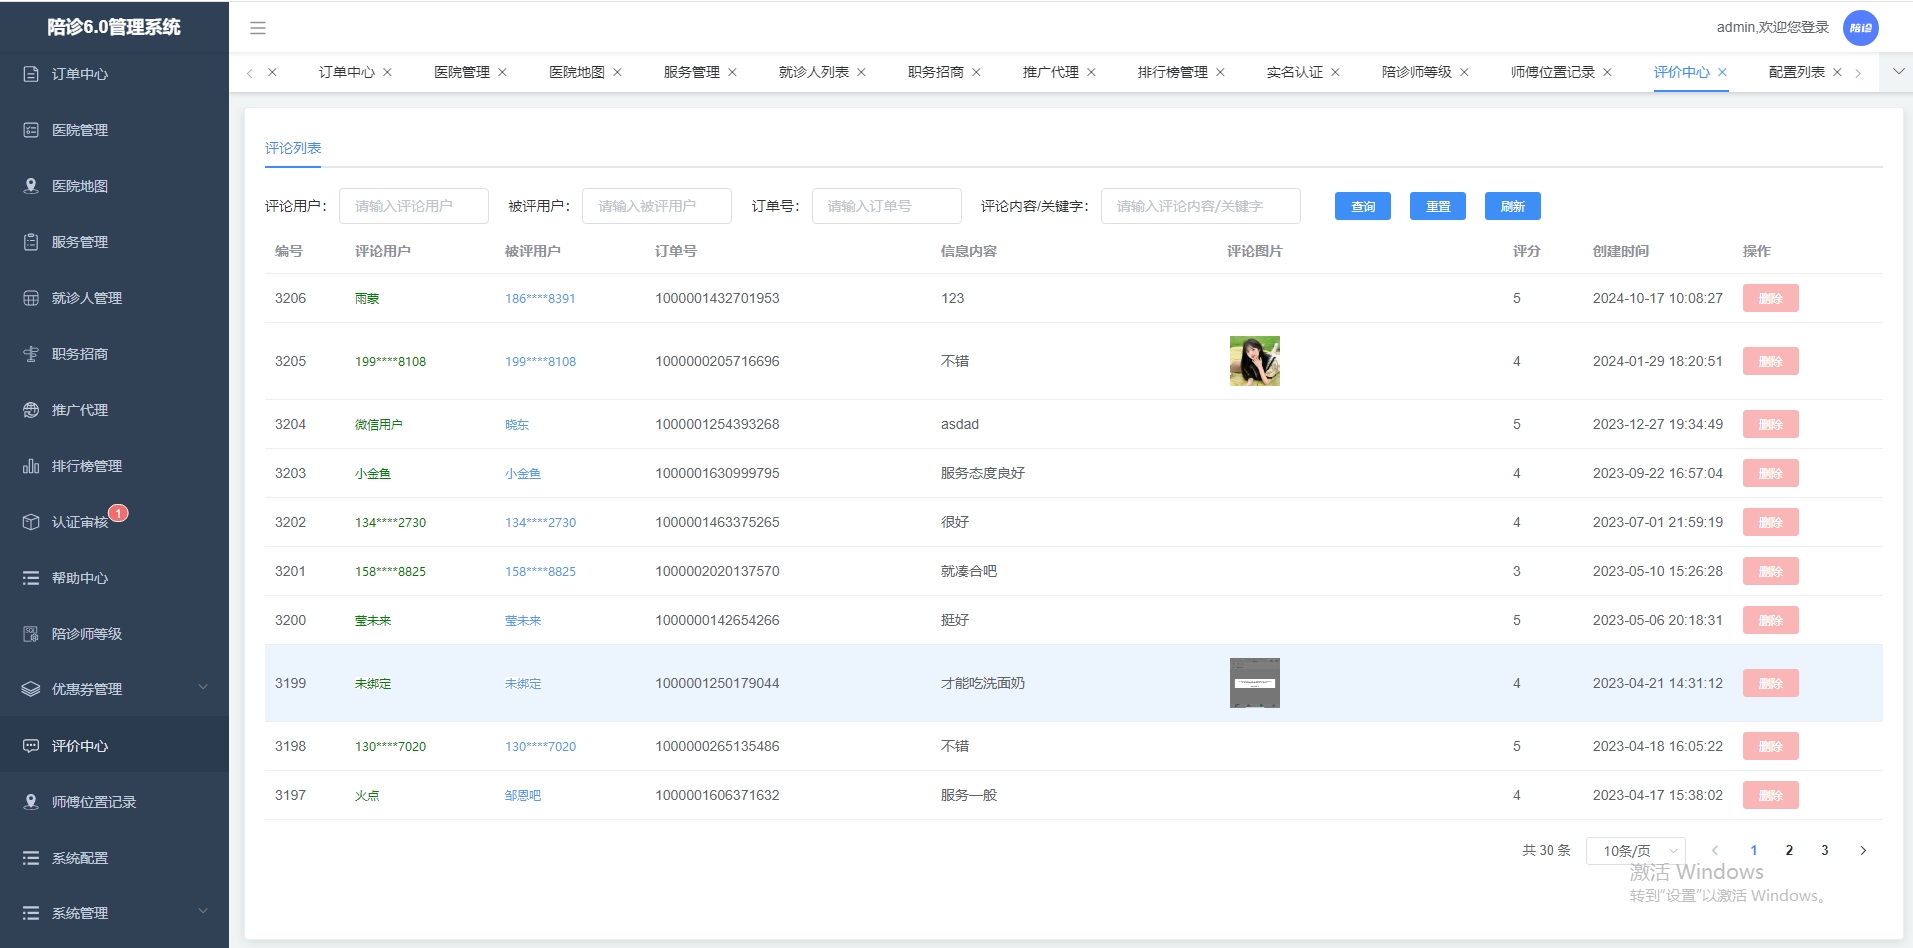 陪诊6.0管理系统
admin,欢迎您登录
陪诊
订单中心
医院管理
医院地图
服务管理
就诊人列表
职务招商
推广代理
排行榜管理
实名认证
陪诊师等级
师傅位置记录
评价中心
配置列表
订单中心
医院管理
医院地图
服务管理
就诊人管理
职务招商
推广代理
排行榜管理
认证审核 1
帮助中心
陪诊师等级
优惠券管理
评价中心
师傅位置记录
系统配置
系统管理
评论列表
评论用户： 请输入评论用户 被评用户： 请输入被评用户 订单号： 请输入订单号 评论内容/关键字： 请输入评论内容/关键字 查询 重置 刷新
编号 评论用户 被评用户 订单号 信息内容 评论图片 评分 创建时间 操作
3206 雨蒙 186****8391 1000001432701953 123 5 2024-10-17 10:08:27 删除
3205 199****8108 199****8108 1000000205716696 不错 4 2024-01-29 18:20:51 删除
3204 微信用户 晓东 1000001254393268 asdad 5 2023-12-27 19:34:49 删除
3203 小金鱼 小金鱼 1000001630999795 服务态度良好 4 2023-09-22 16:57:04 删除
3202 134****2730 134****2730 1000001463375265 很好 4 2023-07-01 21:59:19 删除
3201 158****8825 158****8825 1000002020137570 就凑合吧 3 2023-05-10 15:26:28 删除
3200 莹未来 莹未来 1000000142654266 挺好 5 2023-05-06 20:18:31 删除
3199 未绑定 未绑定 1000001250179044 才能吃洗面奶 4 2023-04-21 14:31:12 删除
3198 130****7020 130****7020 1000000265135486 不错 5 2023-04-18 16:05:22 删除
3197 火点 邹恩吧 1000001606371632 服务一般 4 2023-04-17 15:38:02 删除
共 30 条 10条/页 1 2 3
激活 Windows
转到“设置”以激活 Windows。